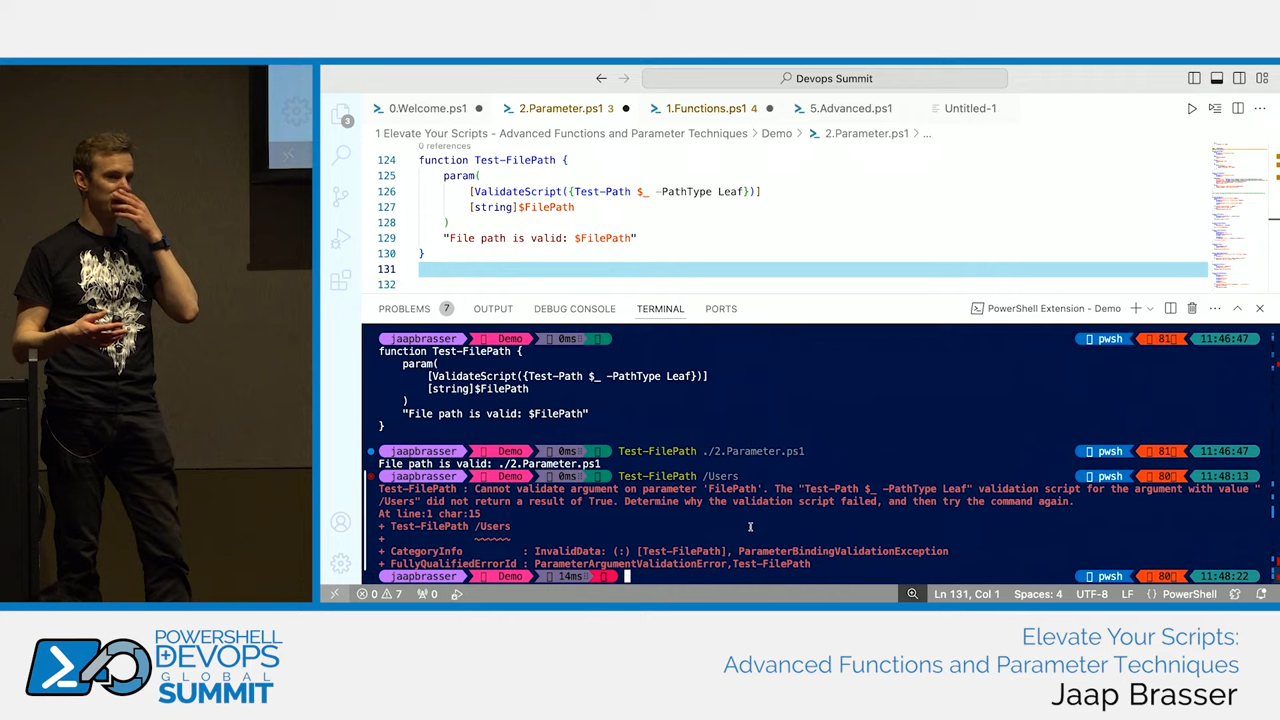 Devops Summit
0.Welcome.ps1
2.Parameter.ps1 3
1.Functions.ps1 4
5.Advanced.ps1
Untitled-1
1 Elevate Your Scripts - Advanced Functions and Parameter Techniques > Demo > 2.Parameter.ps1 > ...
3
0 references
124 function Test-FilePath {
125 param(
126 [ValidateScript({Test-Path $_ -PathType Leaf})]
127 [string]$FilePath
128 )
129 "File path is valid: $FilePath"
130 }
131
132
PROBLEMS 7 OUTPUT DEBUG CONSOLE TERMINAL PORTS
PowerShell Extension - Demo
jaapbrasser Demo 0ms pwsh 81 11:46:47
function Test-FilePath {
param(
[ValidateScript({Test-Path $_ -PathType Leaf})]
[string]$FilePath
)
"File path is valid: $FilePath"
}
jaapbrasser Demo 0ms Test-FilePath ./2.Parameter.ps1 pwsh 81 11:46:47
File path is valid: ./2.Parameter.ps1
jaapbrasser Demo 0ms Test-FilePath /Users pwsh 80 11:48:13
Test-FilePath : Cannot validate argument on parameter 'FilePath'. The "Test-Path $_ -PathType Leaf" validation script for the argument with value "
/Users" did not return a result of True. Determine why the validation script failed, and then try the command again.
At line:1 char:15
+ Test-FilePath /Users
+ ~~~~~~
+ CategoryInfo : InvalidData: (:) [Test-FilePath], ParameterBindingValidationException
+ FullyQualifiedErrorId : ParameterArgumentValidationError,Test-FilePath
jaapbrasser Demo 14ms pwsh 80 11:48:22
0 7 0 Ln 131, Col 1 Spaces: 4 UTF-8 LF { } PowerShell
POWERSHELL
DEVOPS
GLOBAL
SUMMIT
Elevate Your Scripts:
Advanced Functions and Parameter Techniques
Jaap Brasser